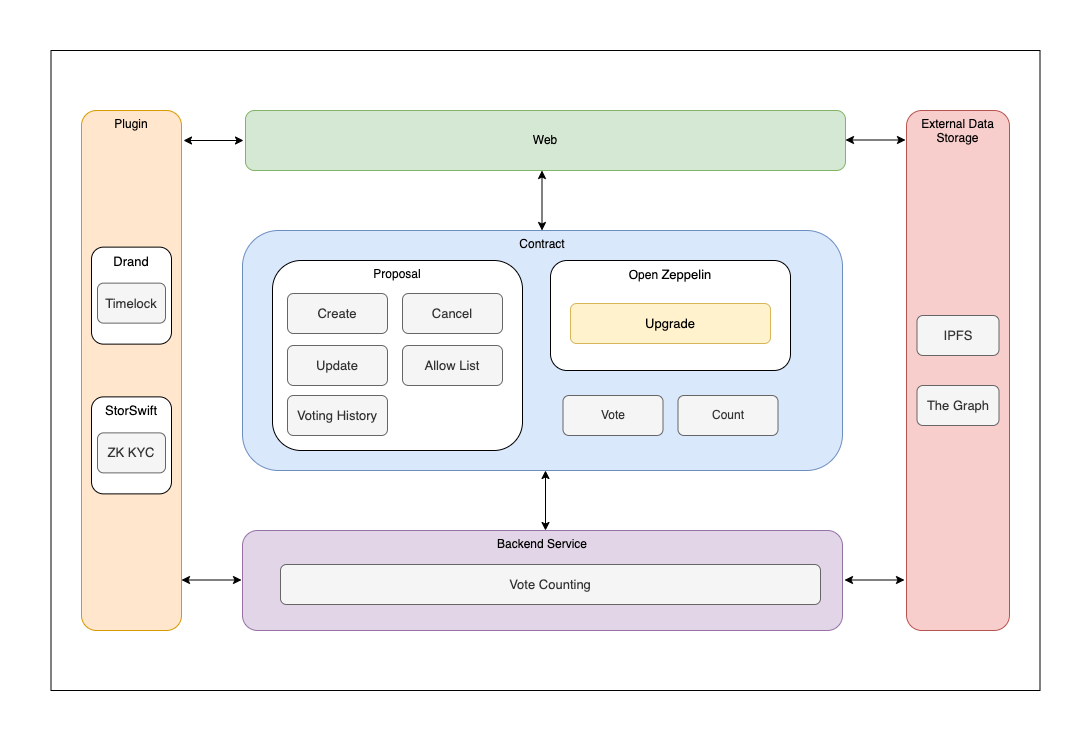 Plugin
Drand
Timelock
StorSwift
ZK KYC
Web
Contract
Proposal
Create
Cancel
Update
Allow List
Voting History
Open Zeppelin
Upgrade
Vote
Count
Backend Service
Vote Counting
External Data
Storage
IPFS
The Graph